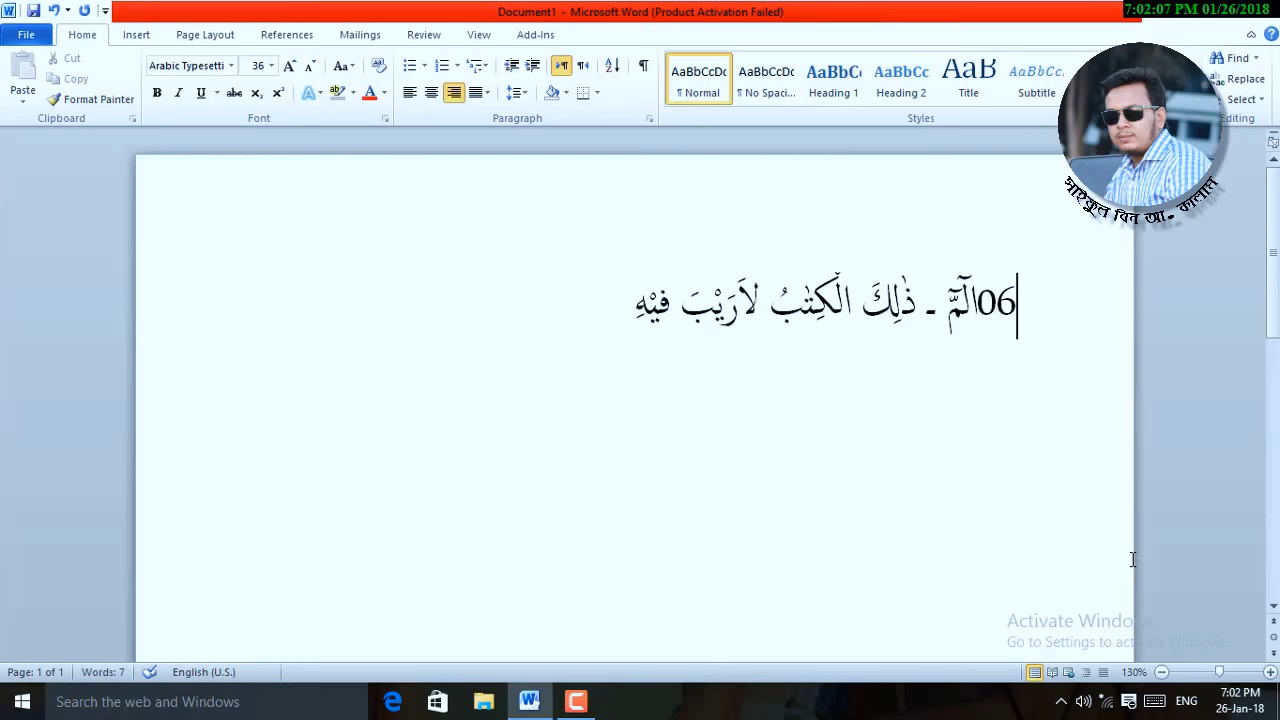 Document1 - Microsoft Word (Product Activation Failed)
7:02:07 PM 01/26/2018
File Home Insert Page Layout References Mailings Review View Add-Ins
Paste
Cut
Copy
Format Painter
Clipboard
Arabic Typesetti 36
Font
Paragraph
AaBbCcDc AaBbCcDc AaBbC AaBbCc AaB AaBbCc.
¶ Normal ¶ No Spaci... Heading 1 Heading 2 Title Subtitle
Styles
Find
Replace
Select
Editing
সাইফুল বিন আ. কালাম
06الٓمّٓ ـ ذٰلِكَ الْكِتٰبُ لاَرَيْبَ فِيْهِ
Activate Windows
Go to Settings to activate Windows.
Page: 1 of 1 Words: 7 English (U.S.) 130%
Search the web and Windows
ENG
7:02 PM
26-Jan-18